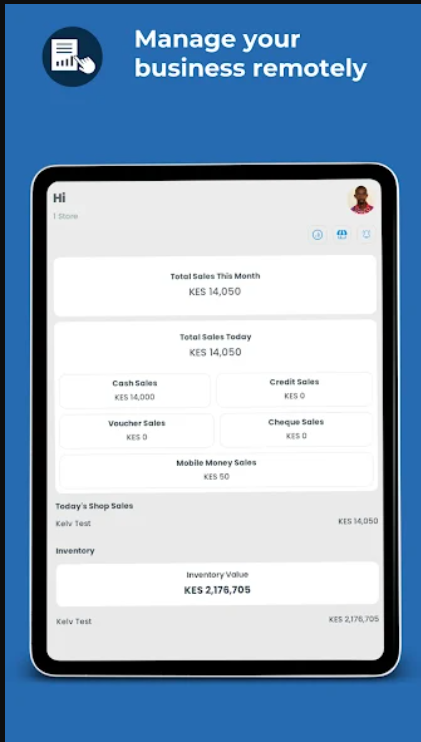 Manage your
business remotely
Hi
1 Store
Total Sales This Month
KES 14,050
Total Sales Today
KES 14,050
Cash Sales
KES 14,000
Credit Sales
KES 0
Voucher Sales
KES 0
Cheque Sales
KES 0
Mobile Money Sales
KES 50
Today's Shop Sales
Kelv Test
KES 14,050
Inventory
Inventory Value
KES 2,176,705
Kelv Test
KES 2,176,705